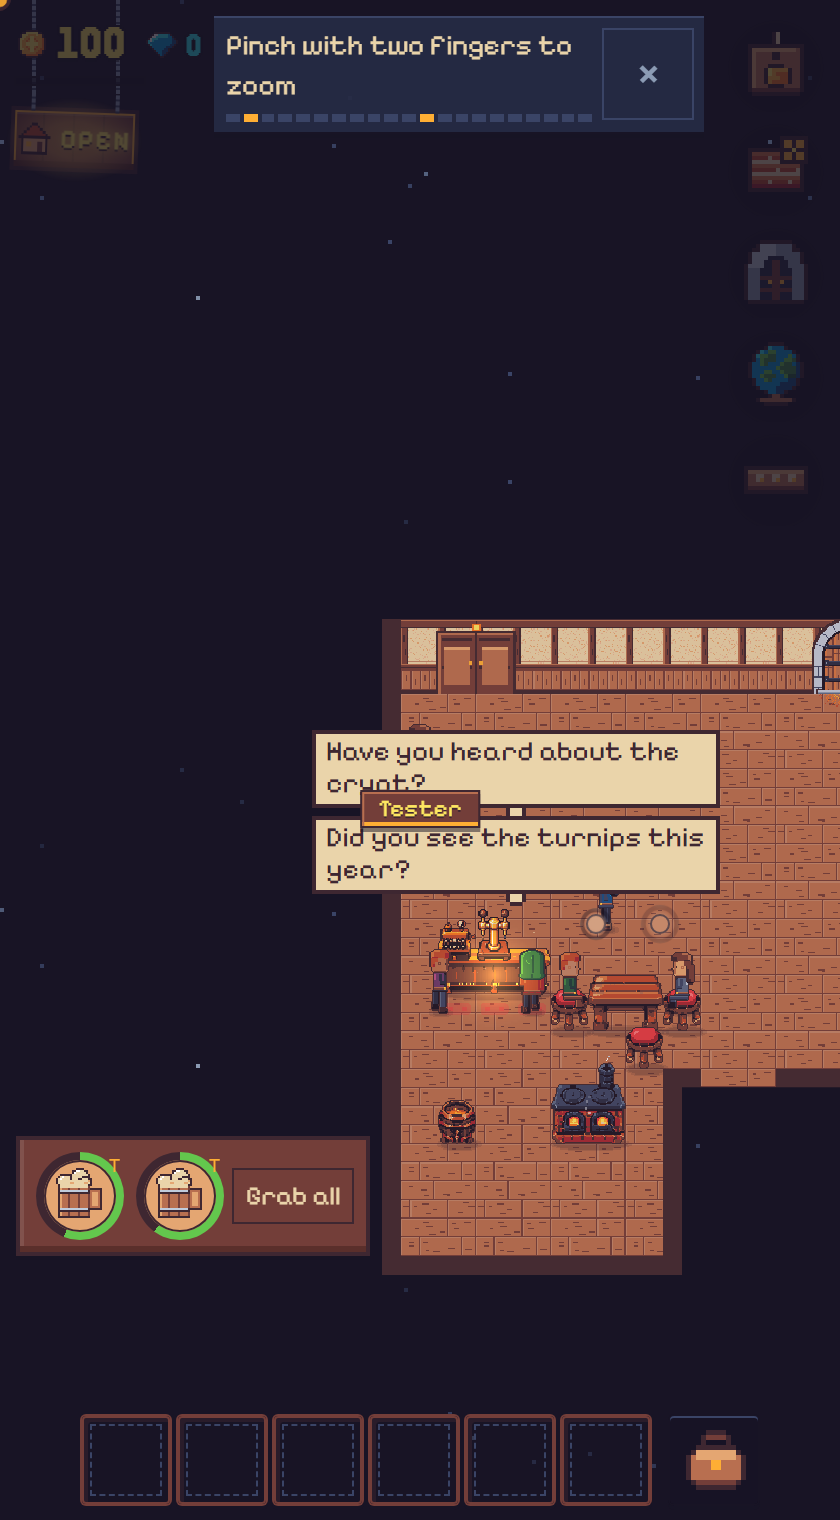 100
0
Pinch with two fingers to
zoom
×
OPEN
Have you heard about the
crypt?
Tester
Did you see the turnips this
year?
T
T
Grab all